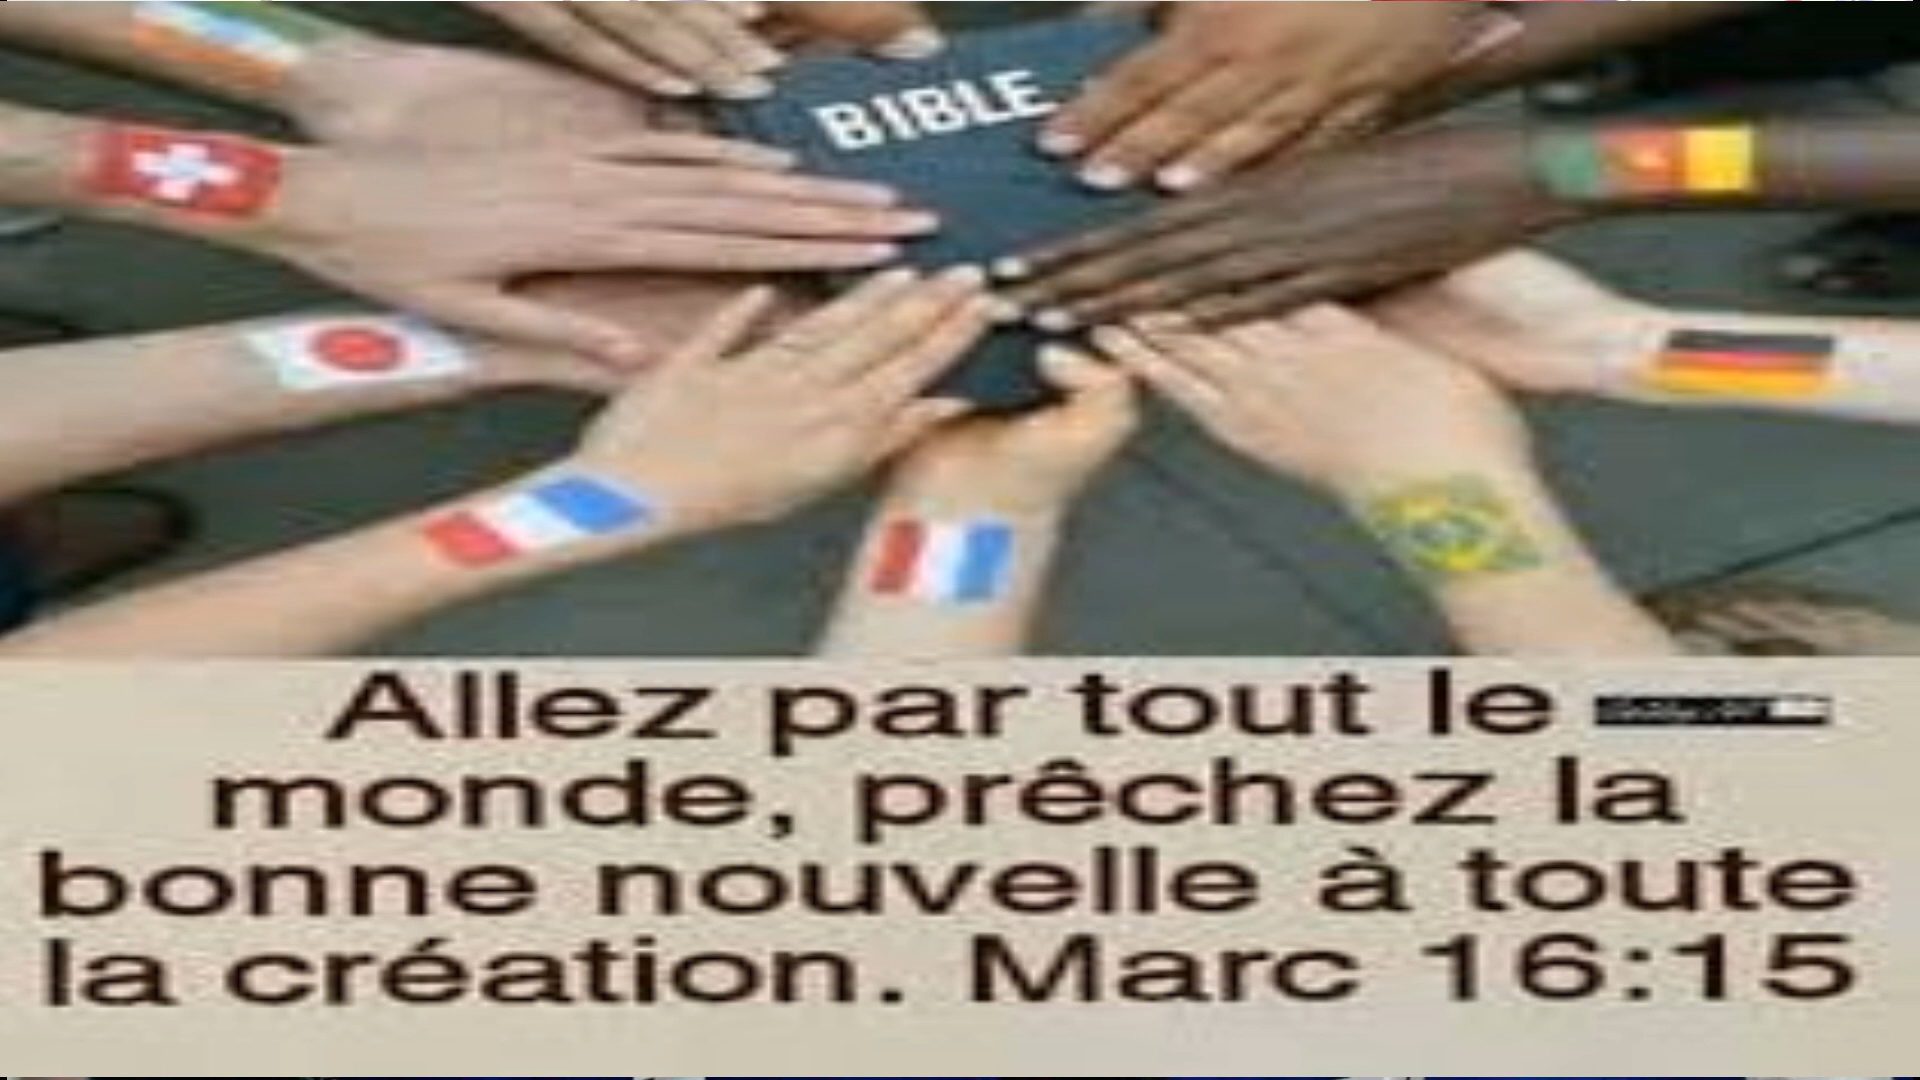 BIBLE
Allez par tout le
monde, prêchez la
bonne nouvelle à toute
la création. Marc 16:15